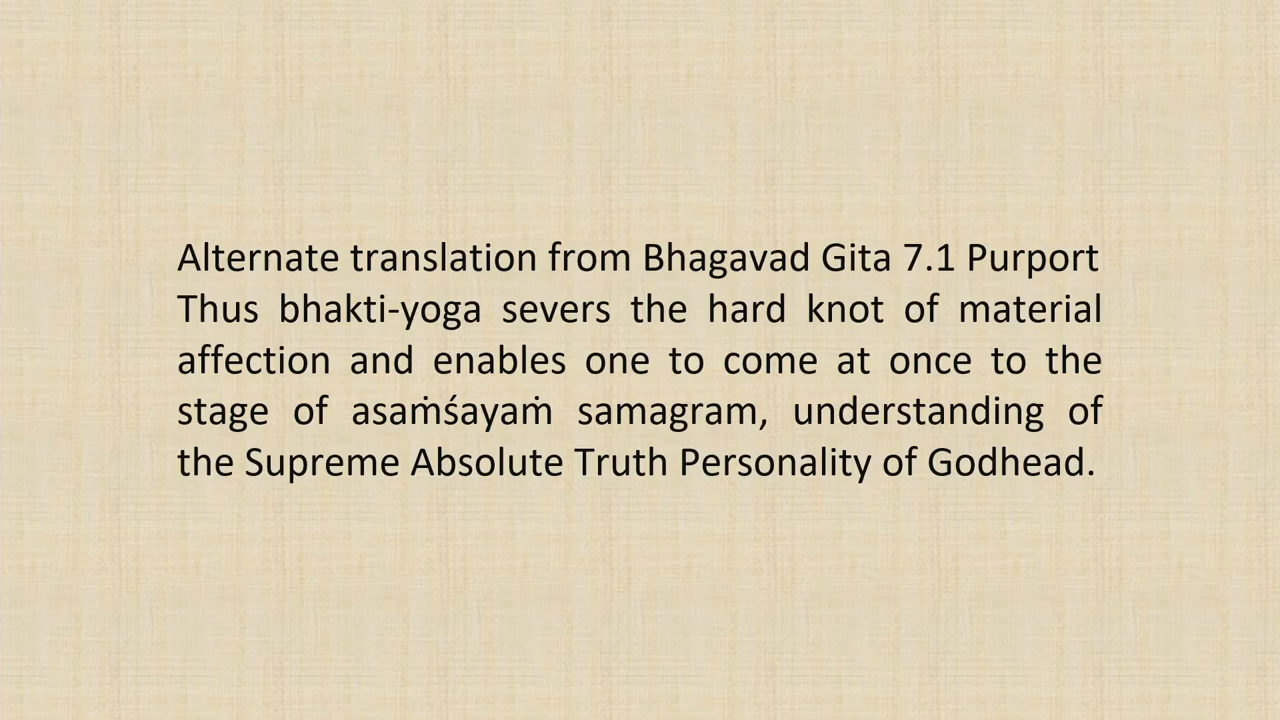 Alternate translation from Bhagavad Gita 7.1 Purport
Thus bhakti-yoga severs the hard knot of material
affection and enables one to come at once to the
stage of asaṁśayaṁ samagram, understanding of
the Supreme Absolute Truth Personality of Godhead.